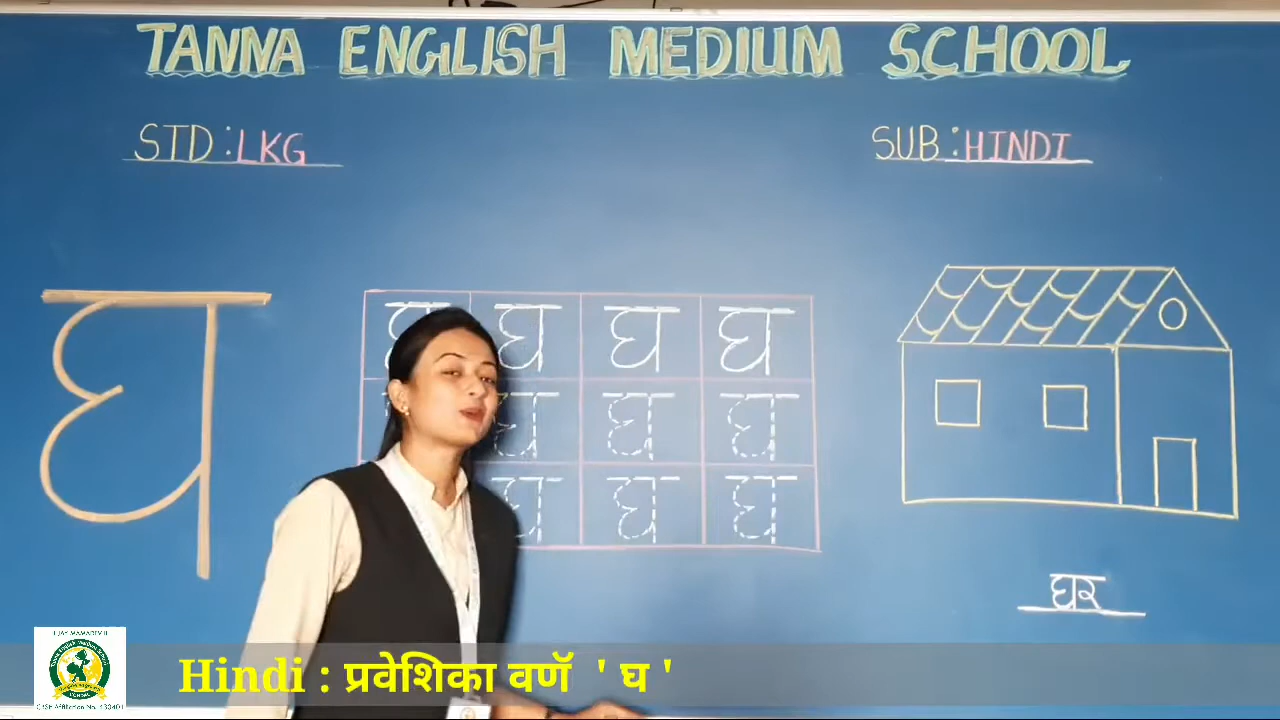 TANNA ENGLISH MEDIUM SCHOOL
STD : LKG
SUB : HINDI
घ
घ घ घ घ
घ घ घ
घ घ घ
घर
Hindi : प्रवेशिका वर्णॅ ' घ '